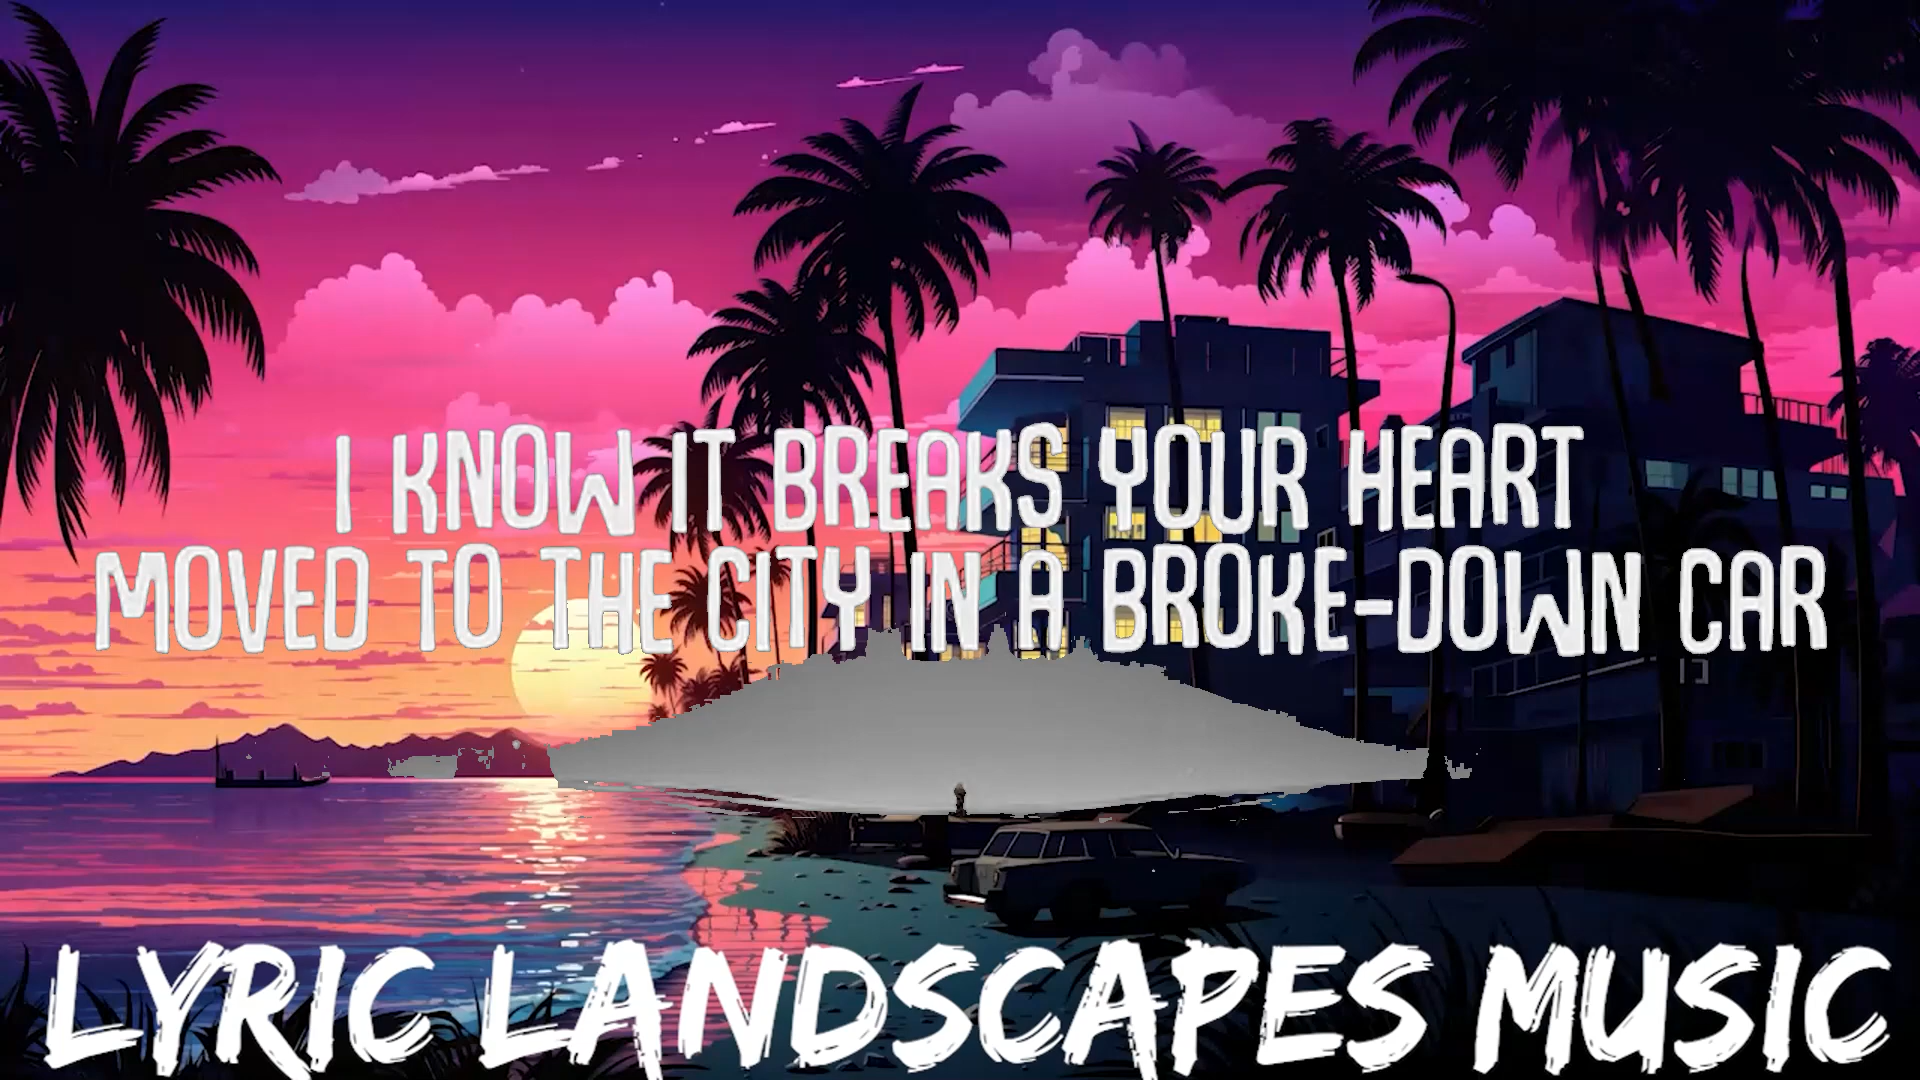 I KNOW IT BREAKS YOUR HEART
MOVED TO THE CITY IN A BROKE-DOWN CAR
LYRIC LANDSCAPES MUSIC